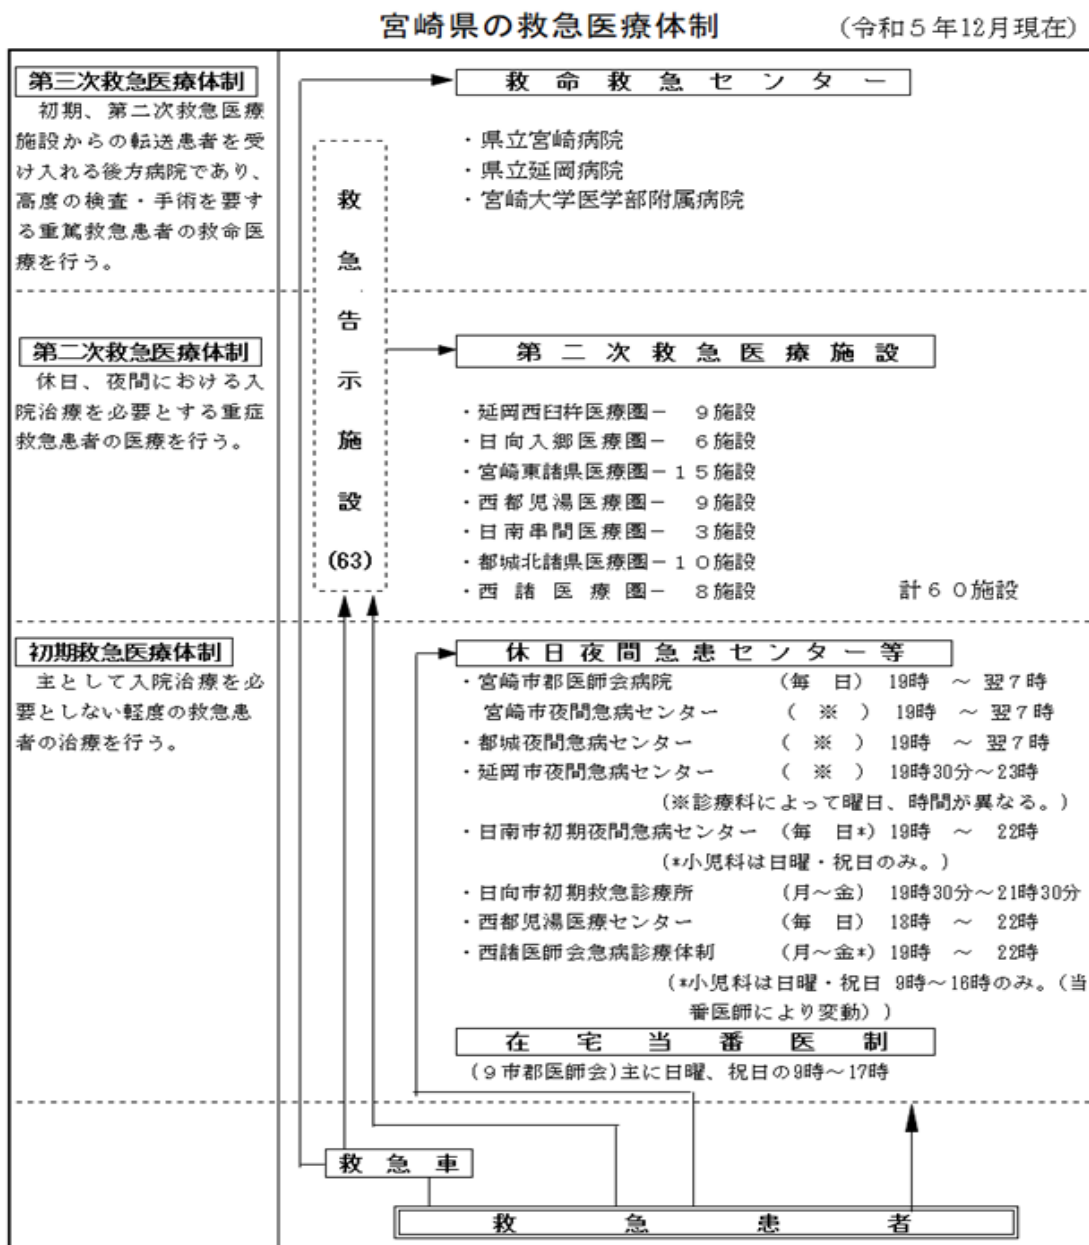 宮崎県の救急医療体制
(令和5年12月現在)
第三次救急医療体制
初期、第二次救急医療
施設からの転送患者を受
け入れる後方病院であり、
高度の検査・手術を要す
る重篤救急患者の救命医
療を行う。
救命救急センター
・県立宮崎病院
・県立延岡病院
・宮崎大学医学部附属病院
救急告示施設
(63)
第二次救急医療体制
休日、夜間における入
院治療を必要とする重症
救急患者の医療を行う。
第二次救急医療施設
・延岡西臼杵医療圏－ 9施設
・日向入郷医療圏－ 6施設
・宮崎東諸県医療圏－15施設
・西都児湯医療圏－ 9施設
・日南串間医療圏－ 3施設
・都城北諸県医療圏－10施設
・西諸医療圏－ 8施設
計60施設
初期救急医療体制
主として入院治療を必
要としない軽度の救急患
者の治療を行う。
休日夜間急患センター等
・宮崎市郡医師会病院 (毎 日) 19時 ～ 翌7時
宮崎市夜間急病センター ( ※ ) 19時 ～ 翌7時
・都城夜間急病センター ( ※ ) 19時 ～ 翌7時
・延岡市夜間急病センター ( ※ ) 19時30分～23時
(※診療科によって曜日、時間が異なる。)
・日南市初期夜間急病センター (毎 日*) 19時 ～ 22時
(*小児科は日曜・祝日のみ。)
・日向市初期救急診療所 (月～金) 19時30分～21時30分
・西都児湯医療センター (毎 日) 18時 ～ 22時
・西諸医師会急病診療体制 (月～金*) 19時 ～ 22時
(*小児科は日曜・祝日 9時～16時のみ。(当
番医師により変動))
在宅当番医制
(9市郡医師会)主に日曜、祝日の9時～17時
救急車
救急患者